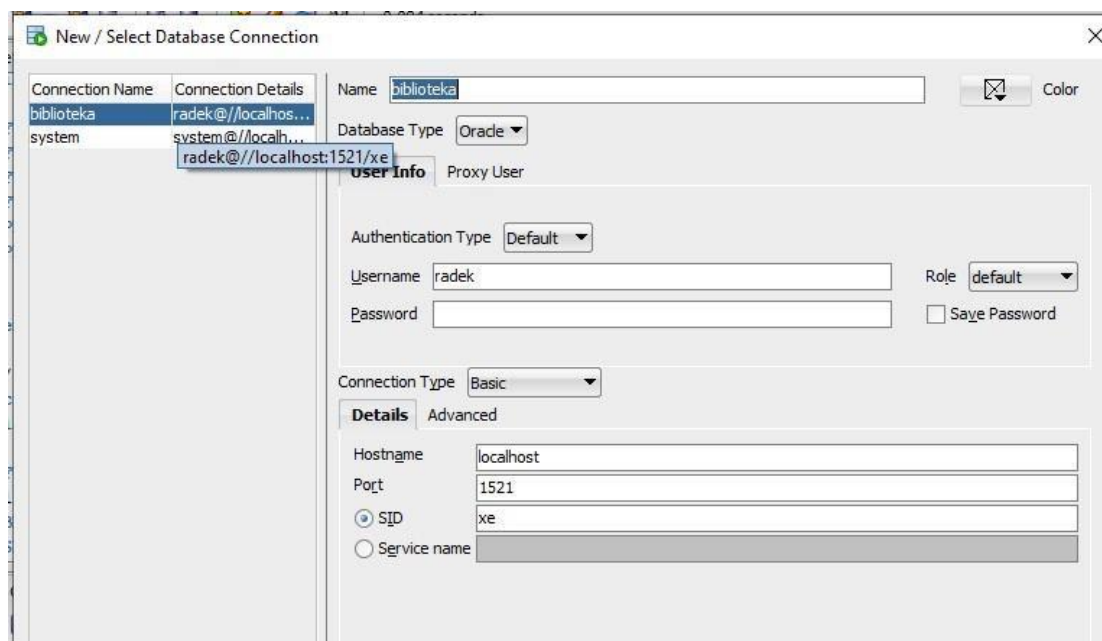 New / Select Database Connection
Connection Name Connection Details
biblioteka radek@//localhos...
system system@//localh...
radek@//localhost:1521/xe
Name biblioteka Color
Database Type Oracle
User Info Proxy User
Authentication Type Default
Username radek Role default
Password Save Password
Connection Type Basic
Details Advanced
Hostname localhost
Port 1521
SID xe
Service name